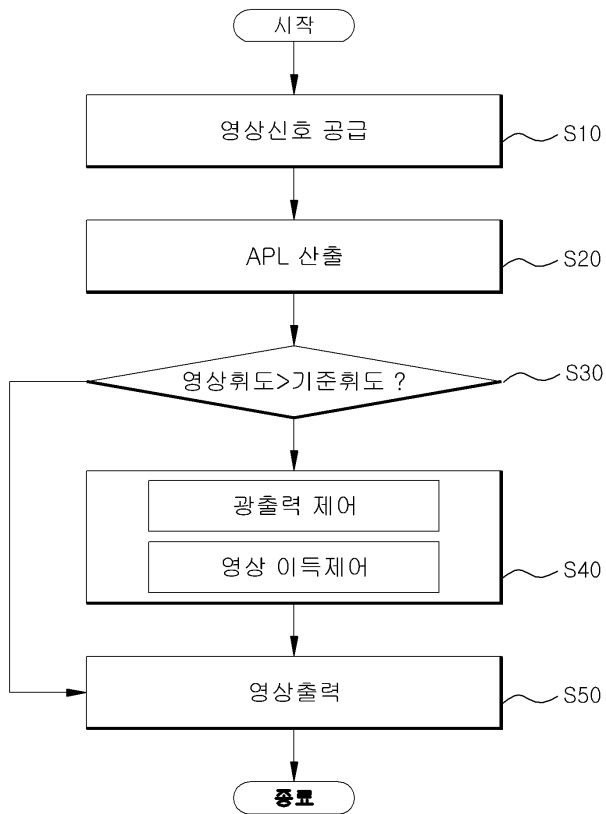 시작
영상신호 공급
S10
APL 산출
S20
영상휘도>기준휘도 ?
S30
광출력 제어
영상 이득제어
S40
영상출력
S50
종료